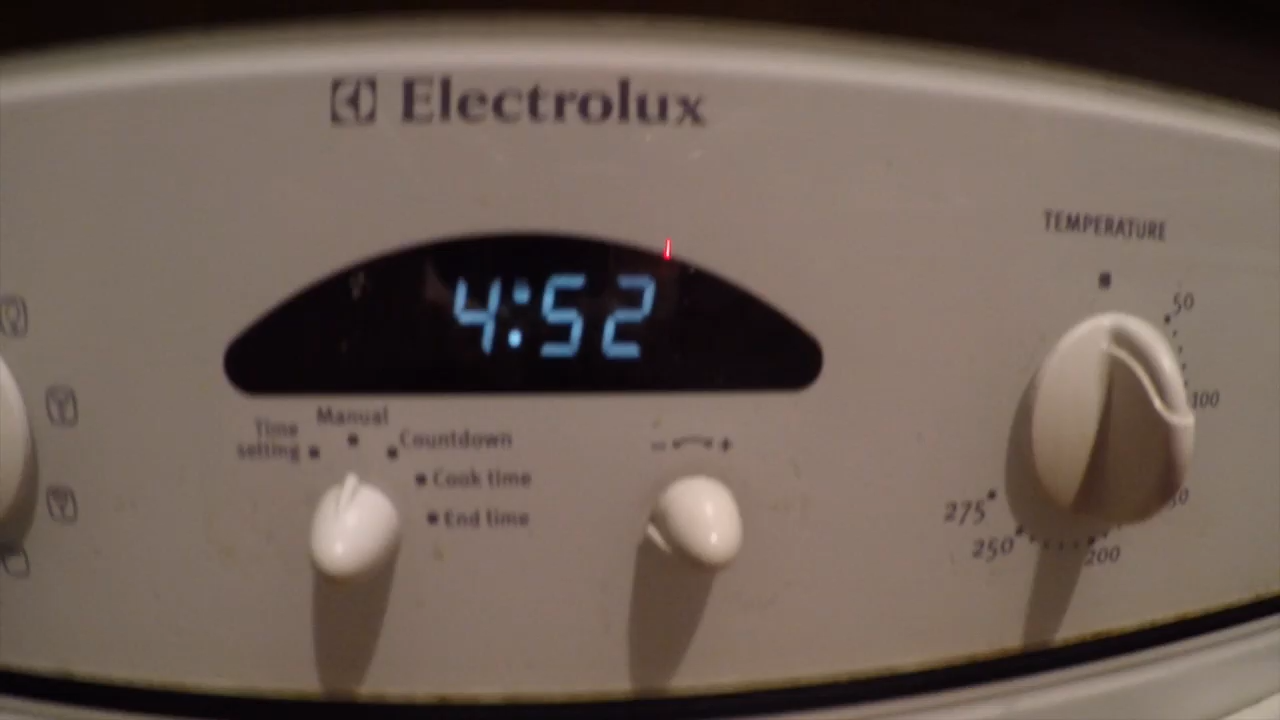 Electrolux
TEMPERATURE
4:52
50
100
Manual
Time
setting
Countdown
- +
Cook time
End time
275
250
200